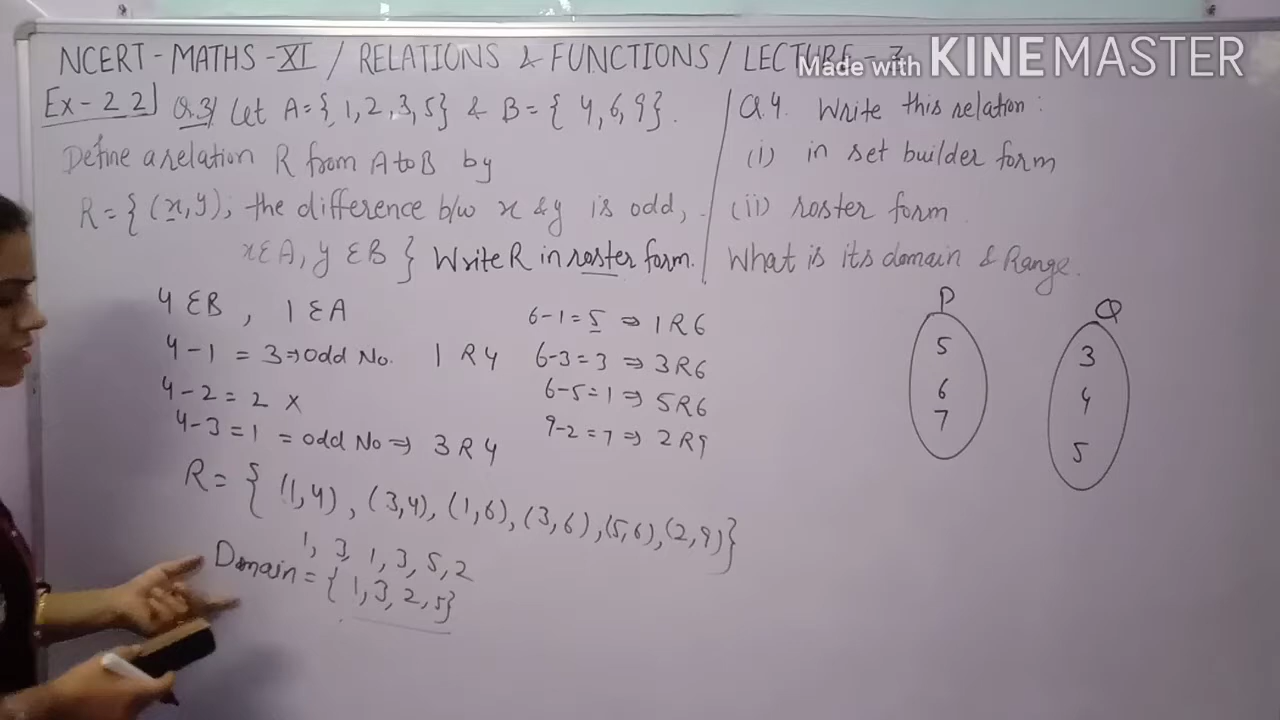 NCERT - MATHS - XI / RELATIONS & FUNCTIONS / LECTURE - 3
Made with KINEMASTER
Ex - 2.2 Q.3/ Let A = {1, 2, 3, 5} & B = {4, 6, 9}.
Define a relation R from A to B by
R = {(x, y); the difference b/w x & y is odd,
x ∈ A, y ∈ B} Write R in roster form.
Q.4. Write this relation :
(i) in set builder form
(ii) roster form
What is its domain & Range.
4 ∈ B , 1 ∈ A
4 - 1 = 3 ⇒ odd No. 1 R 4
4 - 2 = 2 ×
4 - 3 = 1 = odd No ⇒ 3 R 4
6 - 1 = 5 ⇒ 1 R 6
6 - 3 = 3 ⇒ 3 R 6
6 - 5 = 1 ⇒ 5 R 6
9 - 2 = 7 ⇒ 2 R 9
R = {(1,4), (3,4), (1,6), (3,6), (5,6), (2,9)}
1, 3, 1, 3, 5, 2
Domain = {1, 3, 2, 5}
P
5
6
7
Q
3
4
5